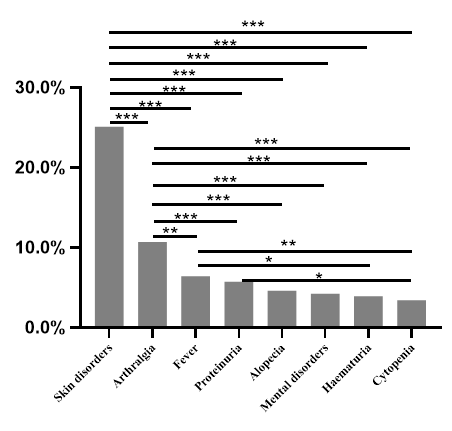 ***
***
***
***
***
***
***
30.0%
20.0%
10.0%
0.0%
***
***
***
***
***
**
**
*
*
Skin disorders
Arthralgia
Fever
Proteinuria
Alopecia
Mental disorders
Haematuria
Cytopenia